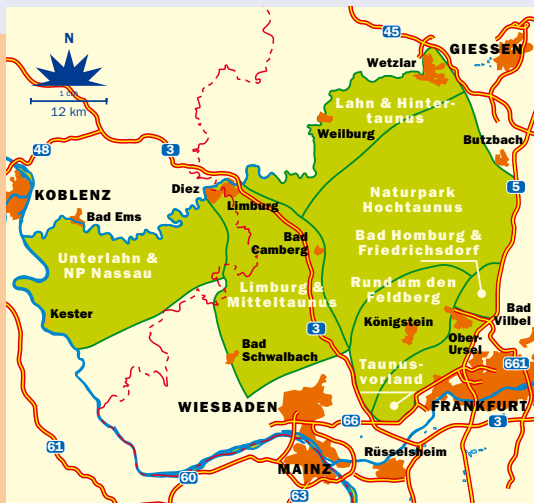 N
1 cm
12 km
45
GIESSEN
Wetzlar
Lahn & Hinter-
taunus
Weilburg
Butzbach
48
3
5
KOBLENZ
Diez
Limburg
Bad Ems
Naturpark
Hochtaunus
Bad
Camberg
Bad Homburg &
Friedrichsdorf
Unterlahn &
NP Nassau
Limburg &
Mitteltaunus
Rund um den
Feldberg
Kester
3
Königstein
Bad
Vilbel
Ober-
Ursel
Bad
Schwalbach
Taunus-
vorland
661
WIESBADEN
FRANKFURT
66
3
61
Rüsselsheim
60
MAINZ
63